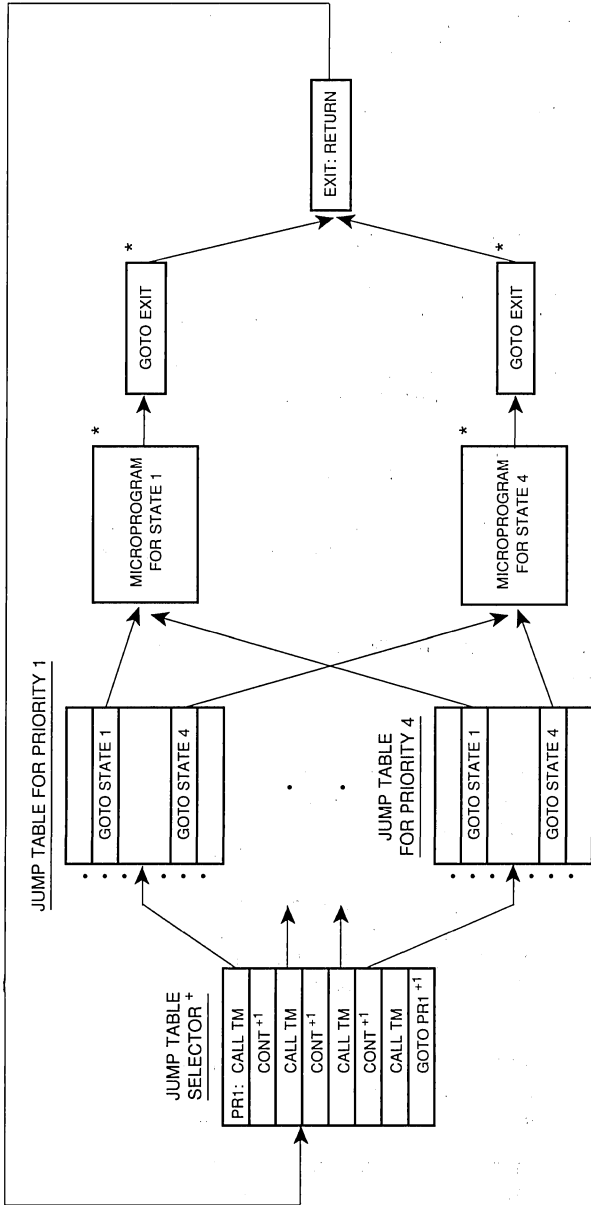 JUMP TABLE
SELECTOR +
PR1: CALL TM
CONT +1
CALL TM
CONT +1
CALL TM
CONT +1
CALL TM
GOTO PR1 +1
JUMP TABLE FOR PRIORITY 1
GOTO STATE 1
GOTO STATE 4
JUMP TABLE
FOR PRIORITY 4
GOTO STATE 1
GOTO STATE 4
*
MICROPROGRAM
FOR STATE 1
*
MICROPROGRAM
FOR STATE 4
*
GOTO EXIT
*
GOTO EXIT
EXIT: RETURN